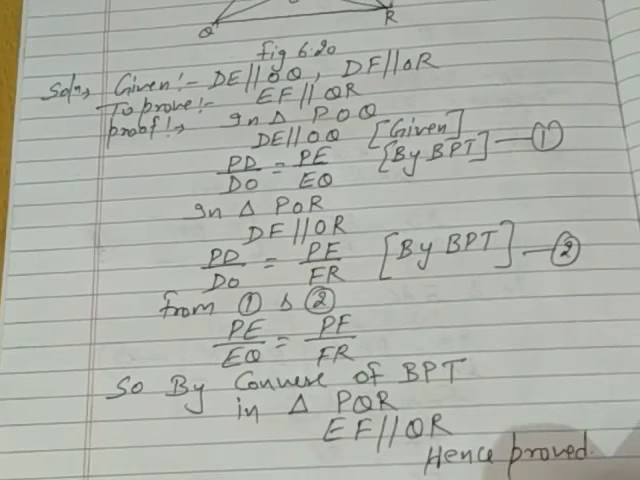 Q R
fig 6.20
Soln, Given:- DE||OQ, DF||OR
To prove:- EF||QR
proof:→ In Δ POQ
DE||OQ [Given]
PD/DO = PE/EQ [By BPT] — ①
In Δ POR
DF||OR
PD/DO = PF/FR [By BPT] — ②
from ① & ②
PE/EQ = PF/FR
So By Convese of BPT
in Δ PQR
EF||QR
Hence proved.